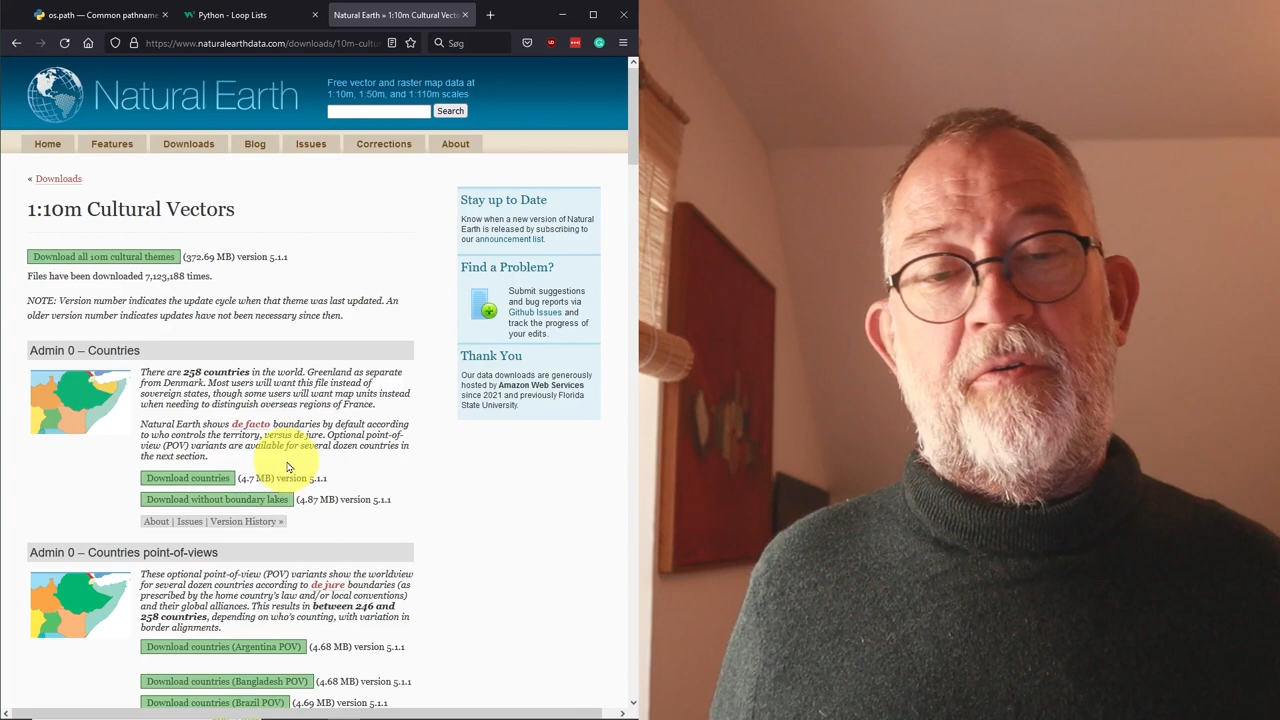 os.path — Common pathname
Python - Loop Lists
Natural Earth » 1:10m Cultural Vecto
https://www.naturalearthdata.com/downloads/10m-cultu
Søg
Natural Earth
Free vector and raster map data at
1:10m, 1:50m, and 1:110m scales
Search
Home
Features
Downloads
Blog
Issues
Corrections
About
« Downloads
1:10m Cultural Vectors
Download all 10m cultural themes (372.69 MB) version 5.1.1
Files have been downloaded 7,123,188 times.
NOTE: Version number indicates the update cycle when that theme was last updated. An
older version number indicates updates have not been necessary since then.
Admin 0 – Countries
There are 258 countries in the world. Greenland as separate
from Denmark. Most users will want this file instead of
sovereign states, though some users will want map units instead
when needing to distinguish overseas regions of France.
Natural Earth shows de facto boundaries by default according
to who controls the territory, versus de jure. Optional point-of-
view (POV) variants are available for several dozen countries in
the next section.
Download countries (4.7 MB) version 5.1.1
Download without boundary lakes (4.87 MB) version 5.1.1
About | Issues | Version History »
Admin 0 – Countries point-of-views
These optional point-of-view (POV) variants show the worldview
for several dozen countries according to de jure boundaries (as
prescribed by the home country's law and/or local conventions)
and their global alliances. This results in between 246 and
258 countries, depending on who's counting, with variation in
border alignments.
Download countries (Argentina POV) (4.68 MB) version 5.1.1
Download countries (Bangladesh POV) (4.68 MB) version 5.1.1
Download countries (Brazil POV) (4.69 MB) version 5.1.1
Stay up to Date
Know when a new version of Natural
Earth is released by subscribing to
our announcement list.
Find a Problem?
Submit suggestions
and bug reports via
Github Issues and
track the progress of
your edits.
Thank You
Our data downloads are generously
hosted by Amazon Web Services
since 2021 and previously Florida
State University.